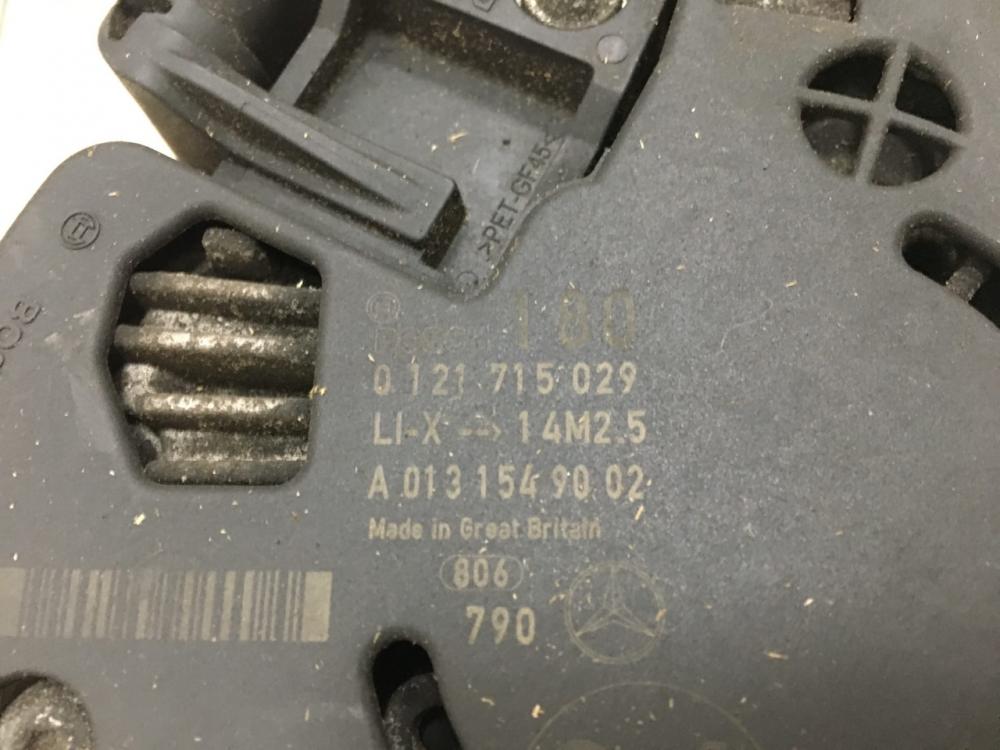 >PET-GF45<
180
0 121 715 029
LI-X --> 14M2.5
A 013 154 90 02
Made in Great Britain
806
790